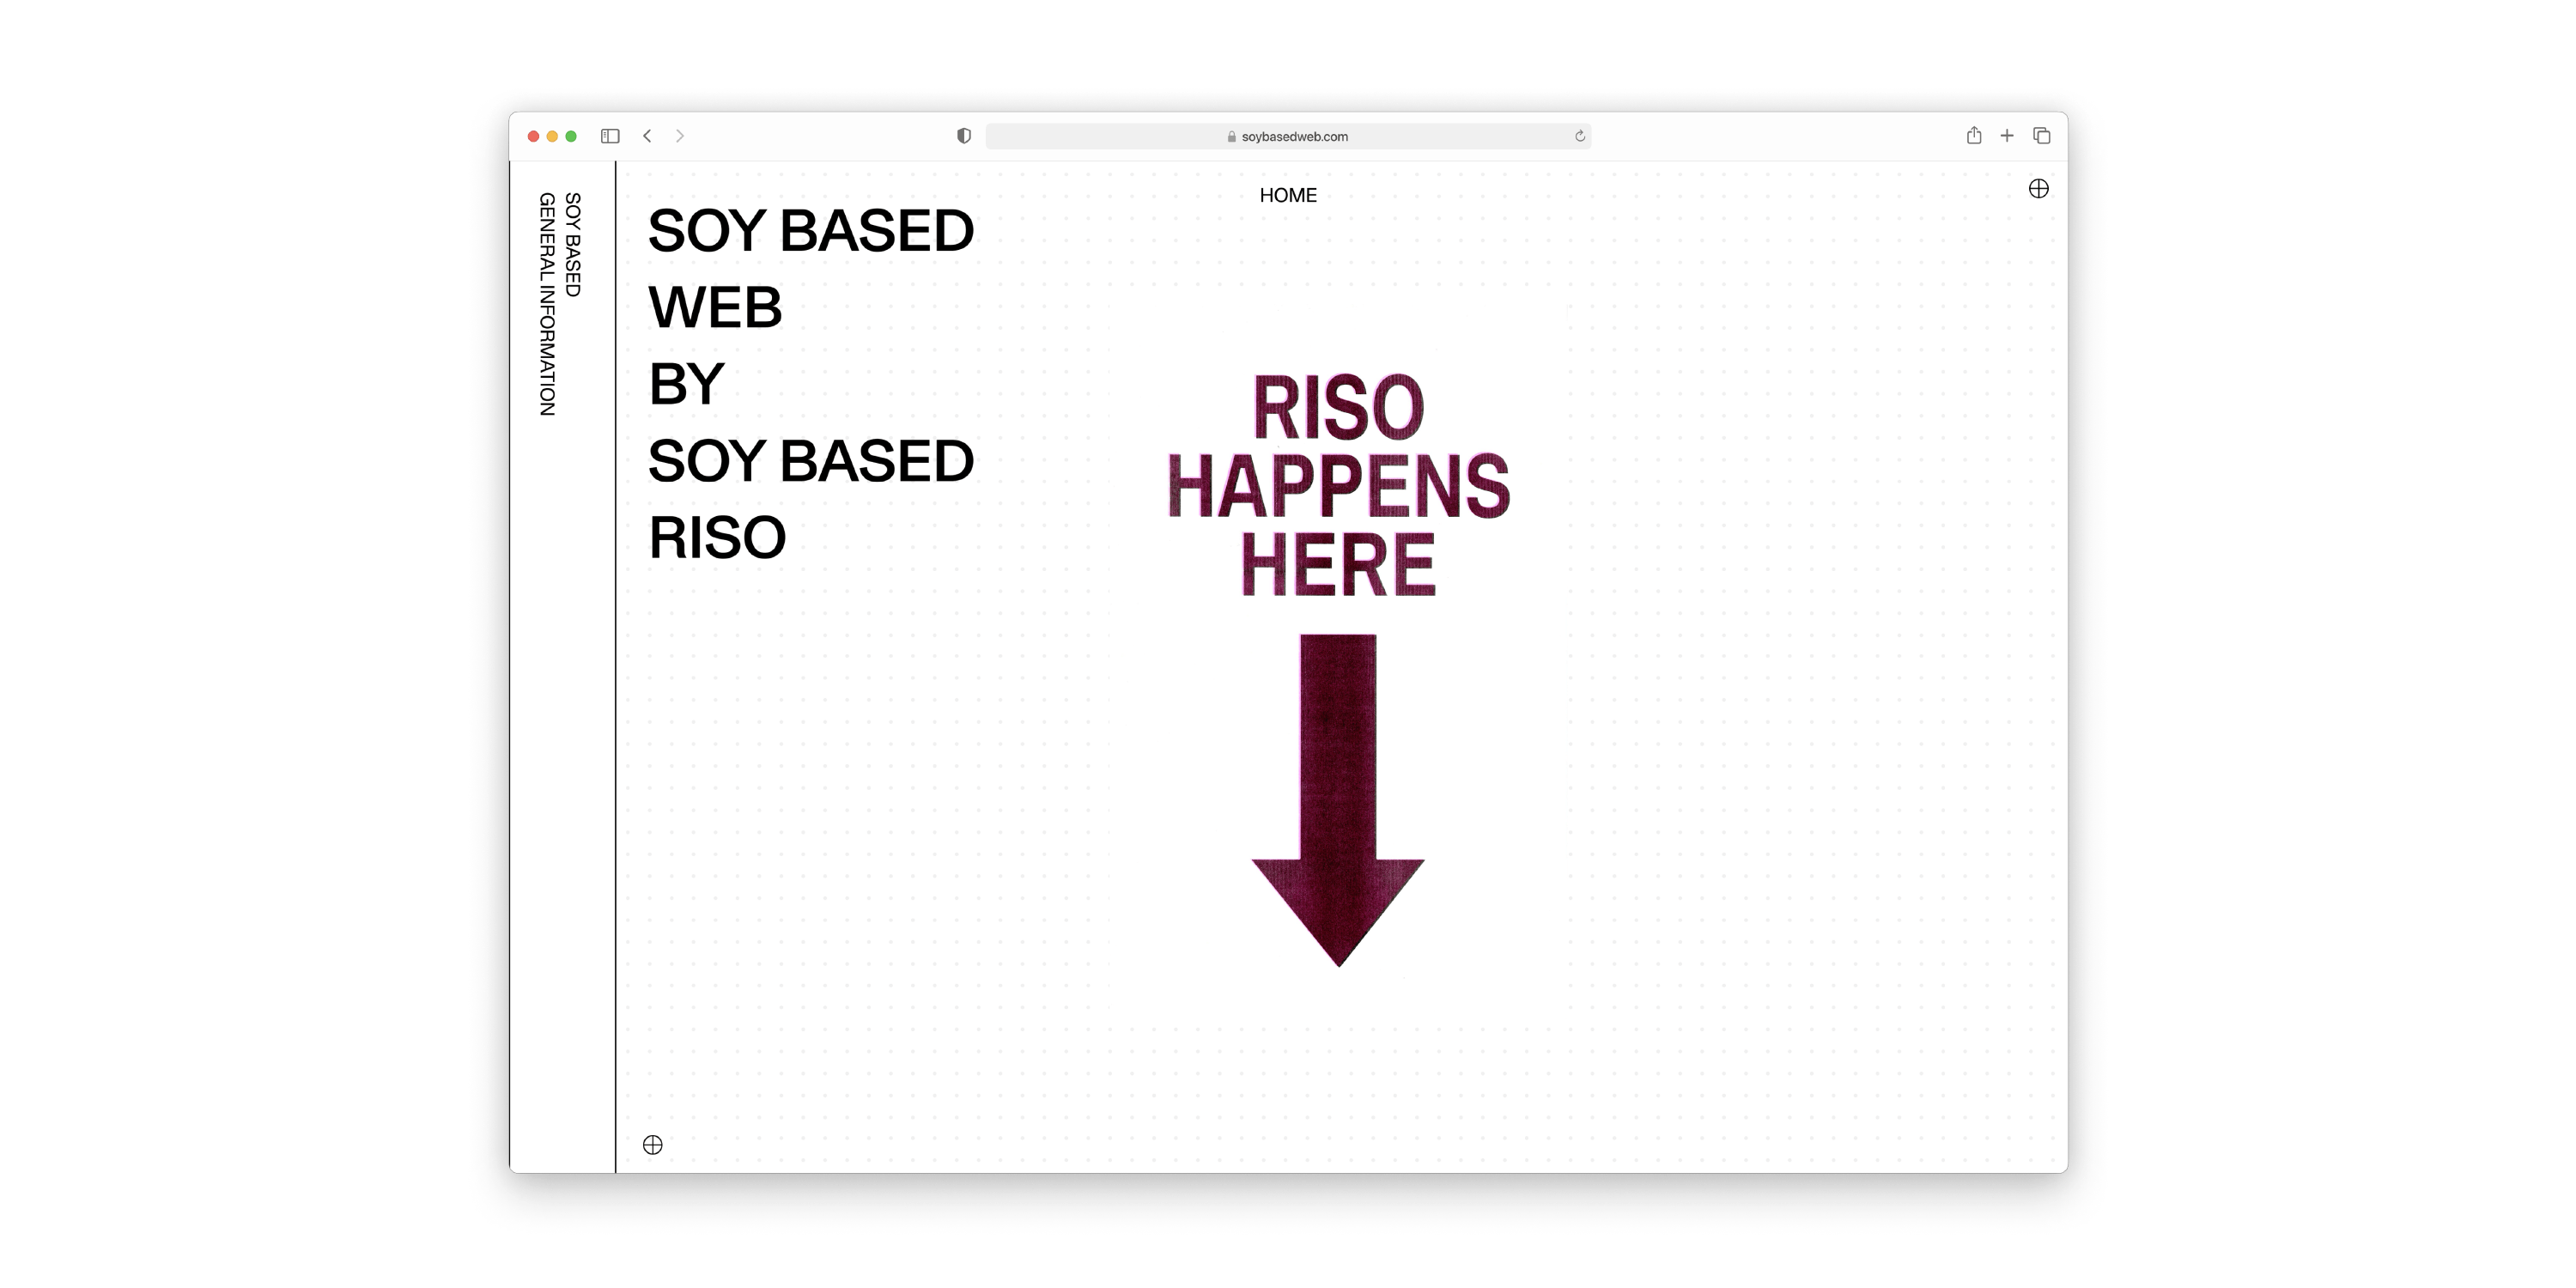 soybasedweb.com
SOY BASED
GENERAL INFORMATION
HOME
SOY BASED
WEB
BY
SOY BASED
RISO
RISO
HAPPENS
HERE